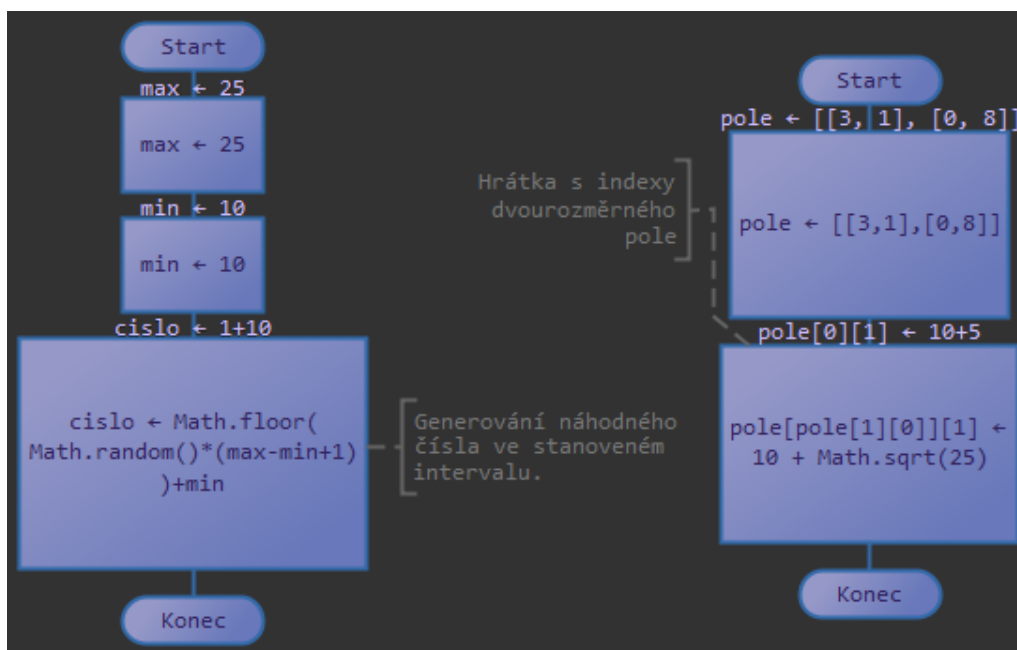 Start
max ← 25
max ← 25
min ← 10
min ← 10
cislo ← 1+10
cislo ← Math.floor(
Math.random()*(max-min+1)
)+min
Generování náhodného
čísla ve stanoveném
intervalu.
Konec
Start
pole ← [[3, 1], [0, 8]]
Hrátka s indexy
dvourozměrného
pole
pole ← [[3,1],[0,8]]
pole[0][1] ← 10+5
pole[pole[1][0]][1] ←
10 + Math.sqrt(25)
Konec